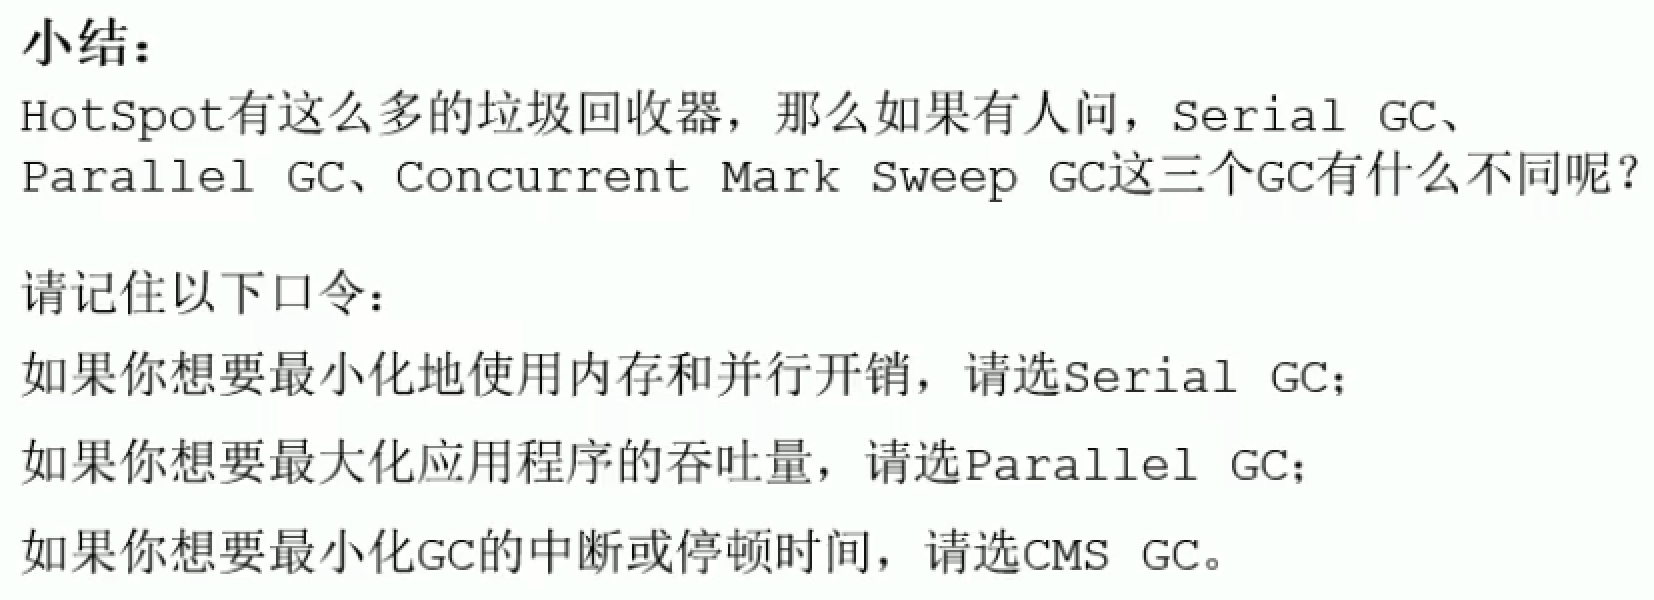 小结：
HotSpot有这么多的垃圾回收器，那么如果有人问，Serial GC、
Parallel GC、Concurrent Mark Sweep GC这三个GC有什么不同呢？
请记住以下口令：
如果你想要最小化地使用内存和并行开销，请选Serial GC；
如果你想要最大化应用程序的吞吐量，请选Parallel GC；
如果你想要最小化GC的中断或停顿时间，请选CMS GC。